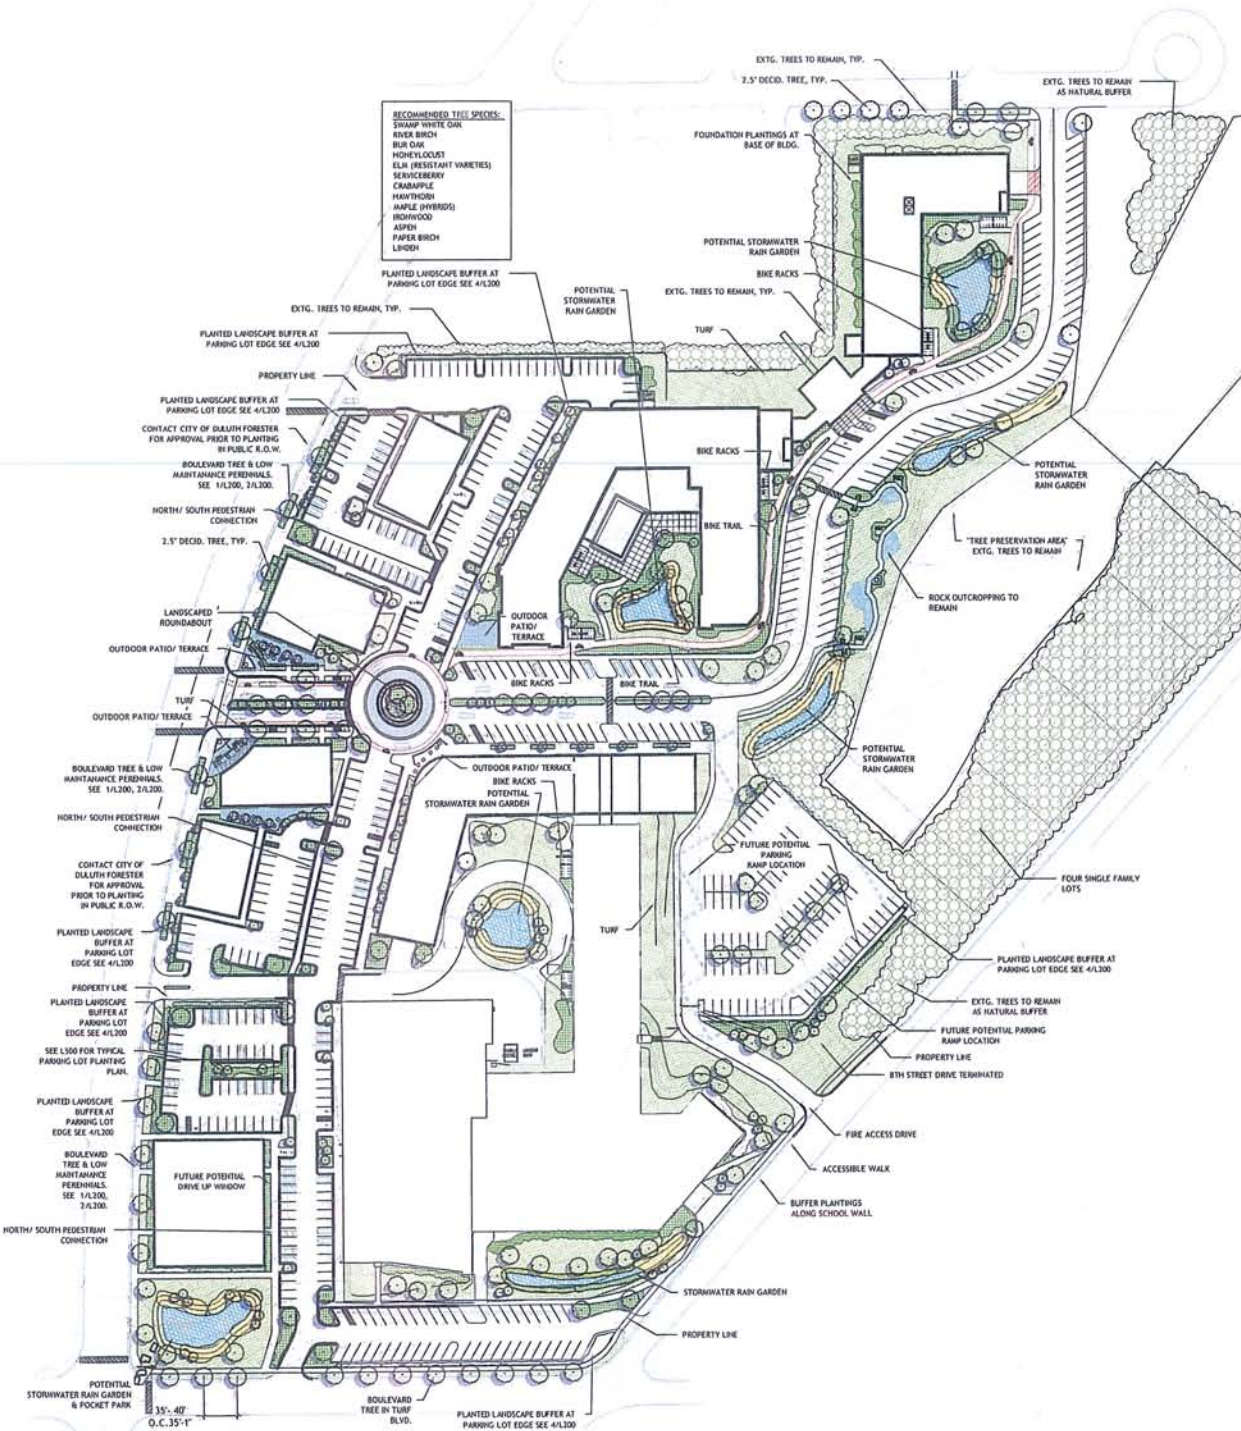 EXTG. TREES TO REMAIN, TYP.
2.5" DECID. TREE, TYP.
EXTG. TREES TO REMAIN
AS NATURAL BUFFER
RECOMMENDED TREE SPECIES:
SWAMP WHITE OAK
RIVER BIRCH
BUR OAK
HONEYLOCUST
ELM (RESISTANT VARIETIES)
SERVICEBERRY
CRABAPPLE
HAWTHORN
MAPLE (HYBRIDS)
IRONWOOD
ASPEN
PAPER BIRCH
LINDEN
FOUNDATION PLANTINGS AT
BASE OF BLDG.
POTENTIAL STORMWATER
RAIN GARDEN
BIKE RACKS
PLANTED LANDSCAPE BUFFER AT
PARKING LOT EDGE SEE 4/L200
POTENTIAL
STORMWATER
RAIN GARDEN
EXTG. TREES TO REMAIN, TYP.
EXTG. TREES TO REMAIN, TYP.
TURF
PLANTED LANDSCAPE BUFFER AT
PARKING LOT EDGE SEE 4/L200
PROPERTY LINE
PLANTED LANDSCAPE BUFFER AT
PARKING LOT EDGE SEE 4/L200
CONTACT CITY OF DULUTH FORESTER
FOR APPROVAL PRIOR TO PLANTING
IN PUBLIC R.O.W.
BOULEVARD TREE & LOW
MAINTANANCE PERENNIALS.
SEE 1/L200, 2/L200.
NORTH/ SOUTH PEDESTRIAN
CONNECTION
2.5" DECID. TREE, TYP.
BIKE RACKS
BIKE TRAIL
POTENTIAL
STORMWATER
RAIN GARDEN
"TREE PRESERVATION AREA"
EXTG. TREES TO REMAIN
ROCK OUTCROPPING TO
REMAIN
LANDSCAPED
ROUNDABOUT
OUTDOOR
PATIO/
TERRACE
OUTDOOR PATIO/ TERRACE
BIKE RACKS
BIKE TRAIL
TURF
OUTDOOR PATIO/ TERRACE
POTENTIAL
STORMWATER
RAIN GARDEN
OUTDOOR PATIO/ TERRACE
BIKE RACKS
POTENTIAL
STORMWATER RAIN GARDEN
BOULEVARD TREE & LOW
MAINTANANCE PERENNIALS.
SEE 1/L200, 2/L200.
NORTH/ SOUTH PEDESTRIAN
CONNECTION
FUTURE POTENTIAL
PARKING
RAMP LOCATION
CONTACT CITY OF
DULUTH FORESTER
FOR APPROVAL
PRIOR TO PLANTING
IN PUBLIC R.O.W.
FOUR SINGLE FAMILY
LOTS
TURF
PLANTED LANDSCAPE
BUFFER AT
PARKING LOT
EDGE SEE 4/L200
PLANTED LANDSCAPE BUFFER AT
PARKING LOT EDGE SEE 4/L200
PROPERTY LINE
PLANTED LANDSCAPE
BUFFER AT
PARKING LOT
EDGE SEE 4/L200
EXTG. TREES TO REMAIN
AS NATURAL BUFFER
FUTURE POTENTIAL PARKING
RAMP LOCATION
SEE L500 FOR TYPICAL
PARKING LOT PLANTING
PLAN.
PROPERTY LINE
8TH STREET DRIVE TERMINATED
PLANTED LANDSCAPE
BUFFER AT
PARKING LOT
EDGE SEE 4/L200
FIRE ACCESS DRIVE
BOULEVARD
TREE & LOW
MAINTANANCE
PERENNIALS.
SEE 1/L200,
2/L200.
FUTURE POTENTIAL
DRIVE UP WINDOW
ACCESSIBLE WALK
BUFFER PLANTINGS
ALONG SCHOOL WALL
NORTH/ SOUTH PEDESTRIAN
CONNECTION
STORMWATER RAIN GARDEN
PROPERTY LINE
POTENTIAL
STORMWATER RAIN GARDEN
& POCKET PARK
35'- 40'
O.C.35'-1"
BOULEVARD
TREE IN TURF
BLVD.
PLANTED LANDSCAPE BUFFER AT
PARKING LOT EDGE SEE 4/L200